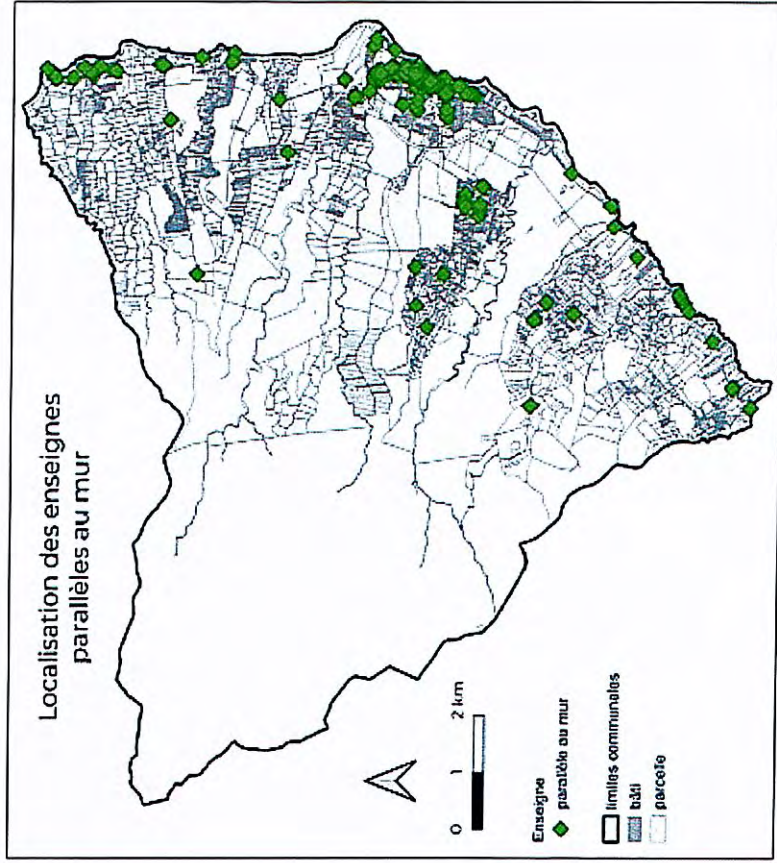 Localisation des enseignes
parallèles au mur
0 1 2 km
Enseigne
parallèle au mur
limites communales
bâti
parcelle